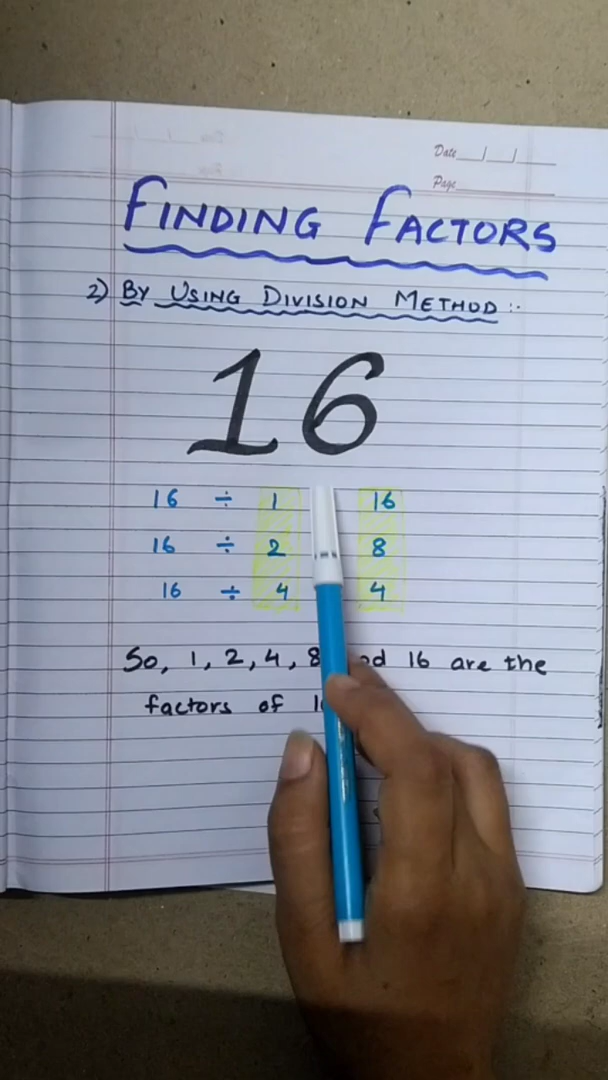 Date / /
Page
FINDING FACTORS
2) BY USING DIVISION METHOD :-
16
16 ÷ 1 16
16 ÷ 2 8
16 ÷ 4 4
So, 1, 2, 4, 8 16 are the
factors of